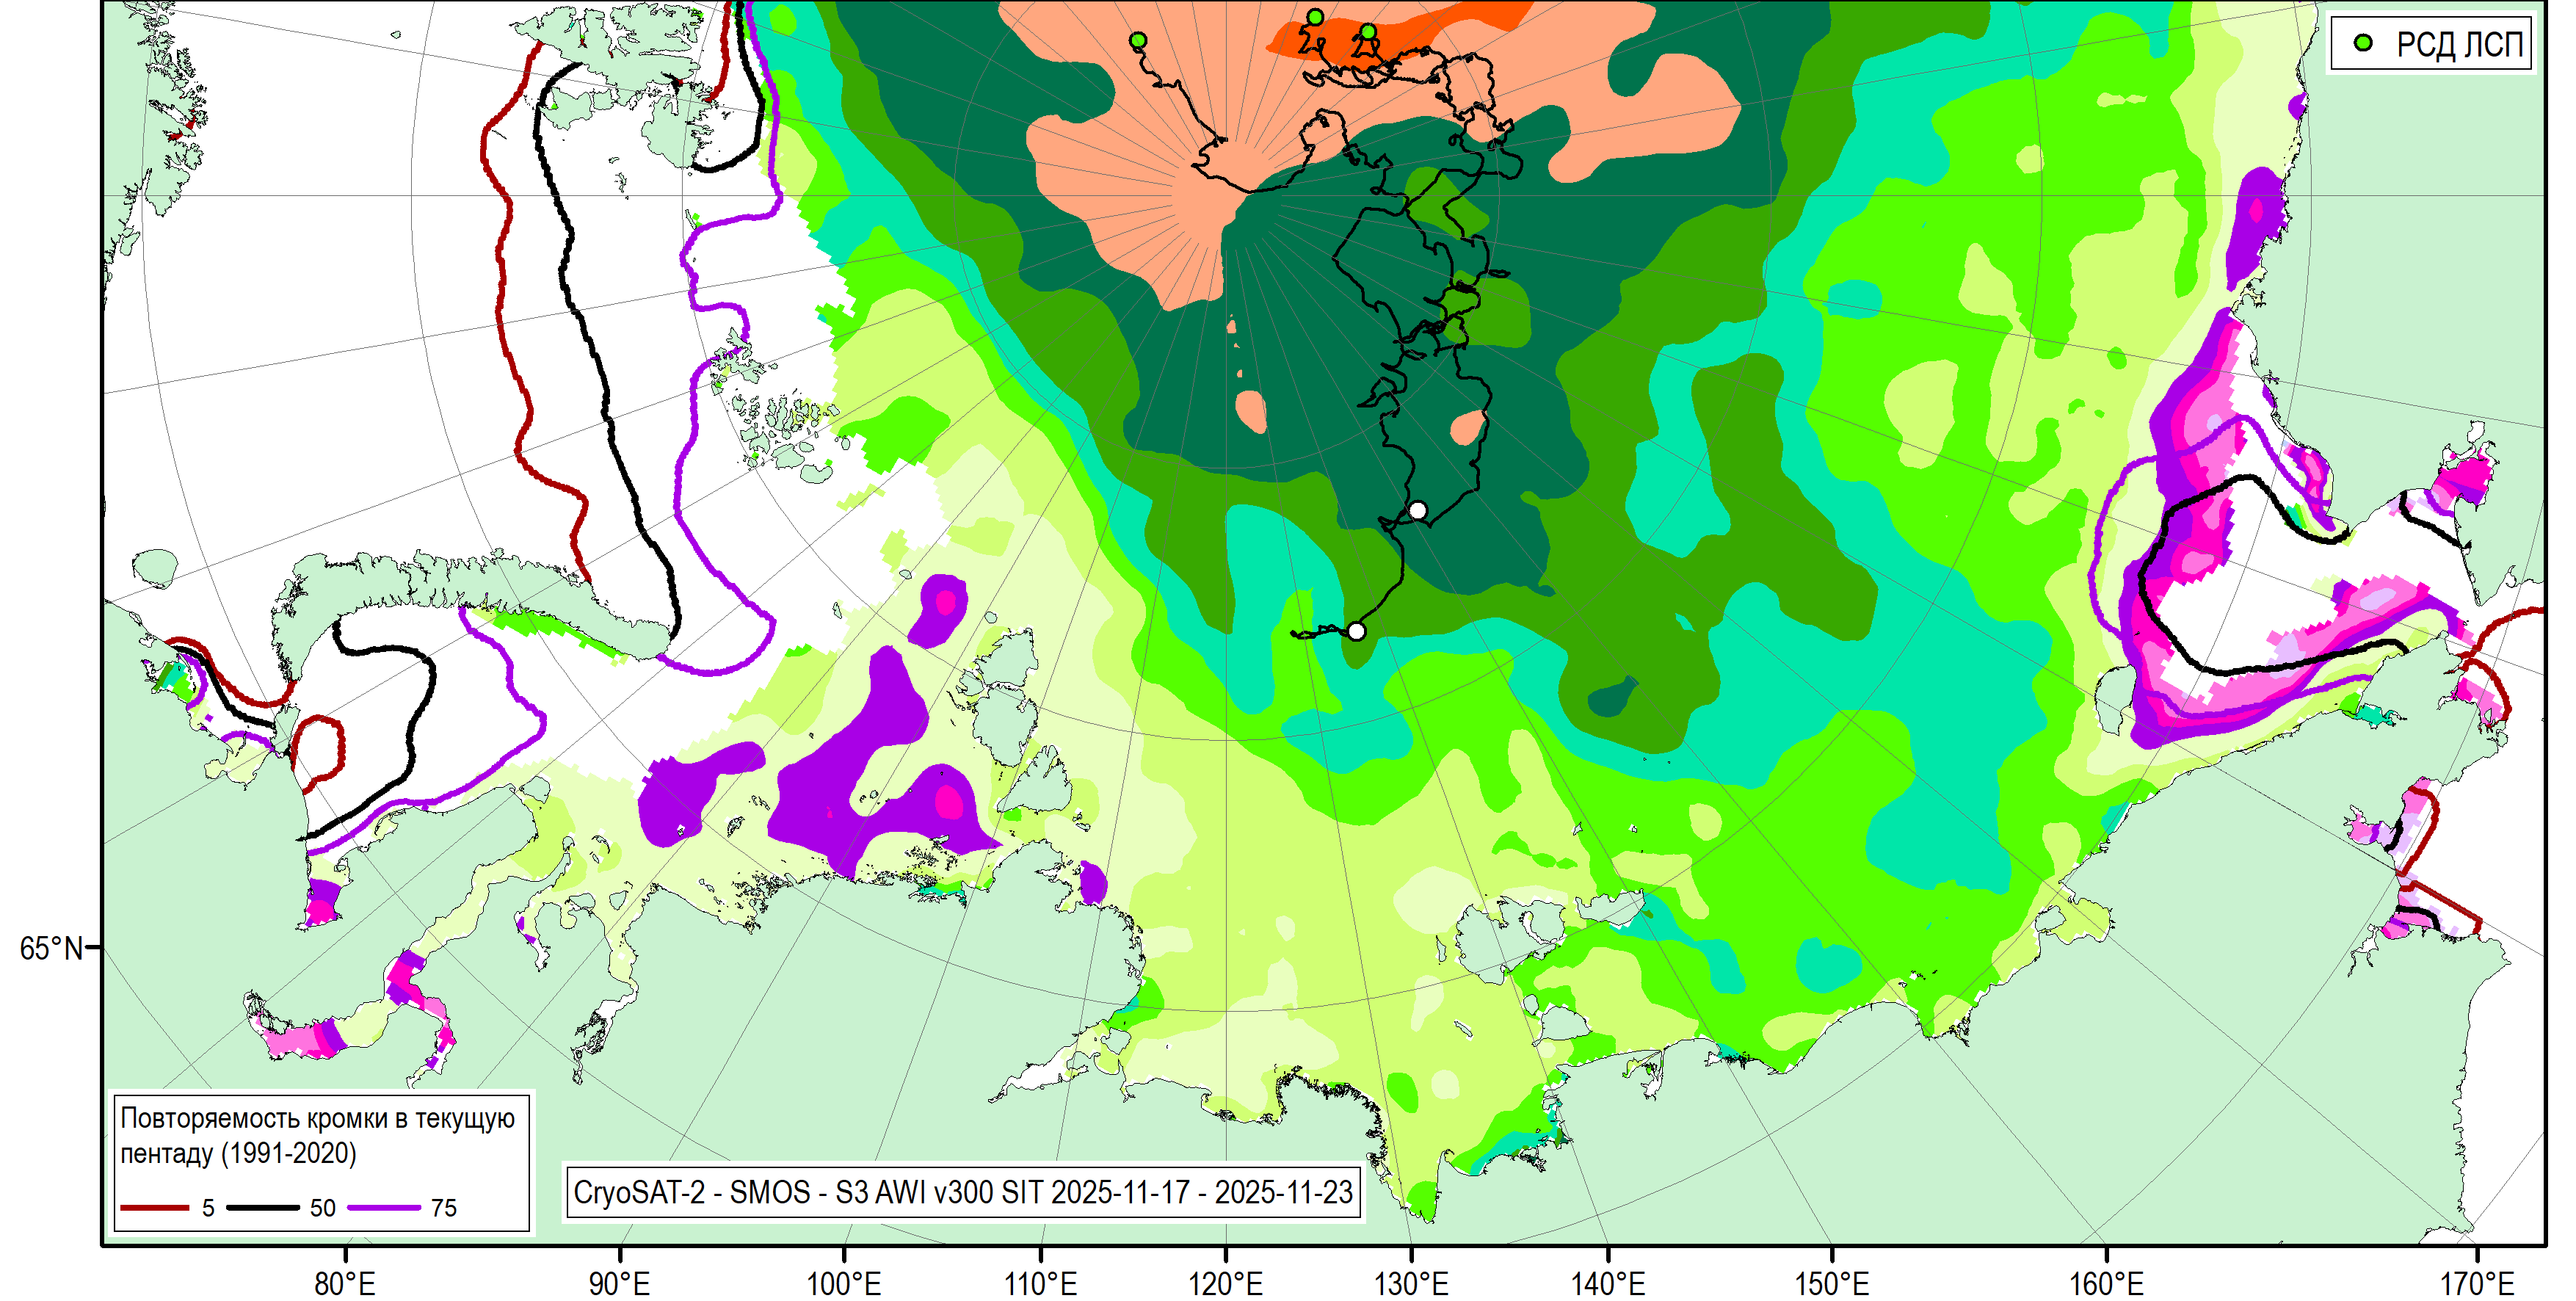 РСД ЛСП
65°N
Повторяемость кромки в текущую
пентаду (1991-2020)
5 50 75
CryoSAT-2 - SMOS - S3 AWI v300 SIT 2025-11-17 - 2025-11-23
80°E 90°E 100°E 110°E 120°E 130°E 140°E 150°E 160°E 170°E